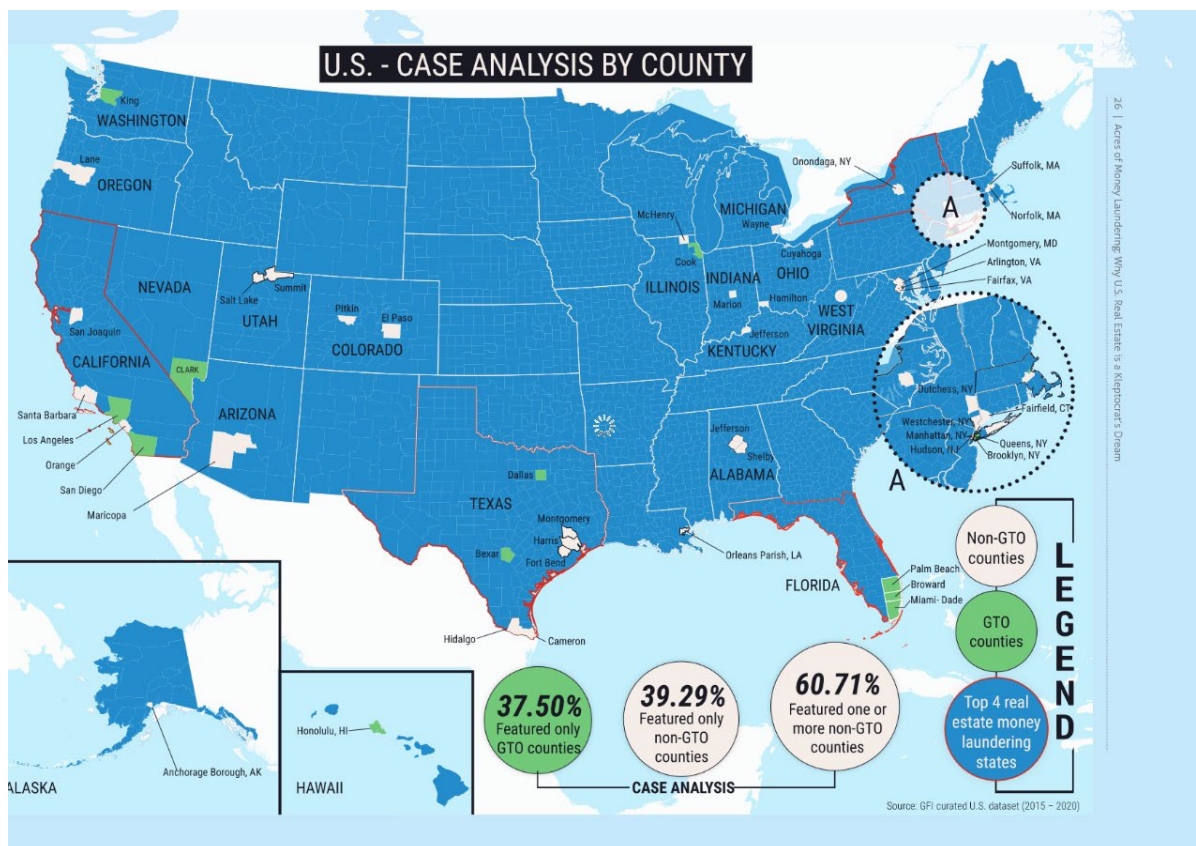 U.S. - CASE ANALYSIS BY COUNTY
26 | Acres of Money Laundering: Why U.S. Real Estate is a Kleptocrat's Dream
King
WASHINGTON
Lane
OREGON
NEVADA
Salt Lake
Summit
UTAH
Pitkin
El Paso
COLORADO
San Joaquin
CALIFORNIA
CLARK
ARIZONA
Santa Barbara
Los Angeles
Orange
San Diego
Maricopa
Onondaga, NY
Suffolk, MA
Norfolk, MA
A
McHenry
MICHIGAN
Wayne
Cook
Cuyahoga
ILLINOIS
INDIANA
OHIO
Marion
Hamilton
WEST
VIRGINIA
Jefferson
KENTUCKY
Montgomery, MD
Arlington, VA
Fairfax, VA
Dutchess, NY
Fairfield, CT
Westchester, NY
Manhattan, NY
Hudson, NJ
Queens, NY
Brooklyn, NY
A
Jefferson
Shelby
ALABAMA
Dallas
TEXAS
Montgomery
Harris
Bexar
Fort Bend
Orleans Parish, LA
Hidalgo
Cameron
FLORIDA
Palm Beach
Broward
Miami- Dade
Anchorage Borough, AK
ALASKA
Honolulu, HI
HAWAII
37.50%
Featured only
GTO counties
39.29%
Featured only
non-GTO
counties
60.71%
Featured one or
more non-GTO
counties
CASE ANALYSIS
Non-GTO
counties
GTO
counties
Top 4 real
estate money
laundering
states
LEGEND
Source: GFI curated U.S. dataset (2015 – 2020)